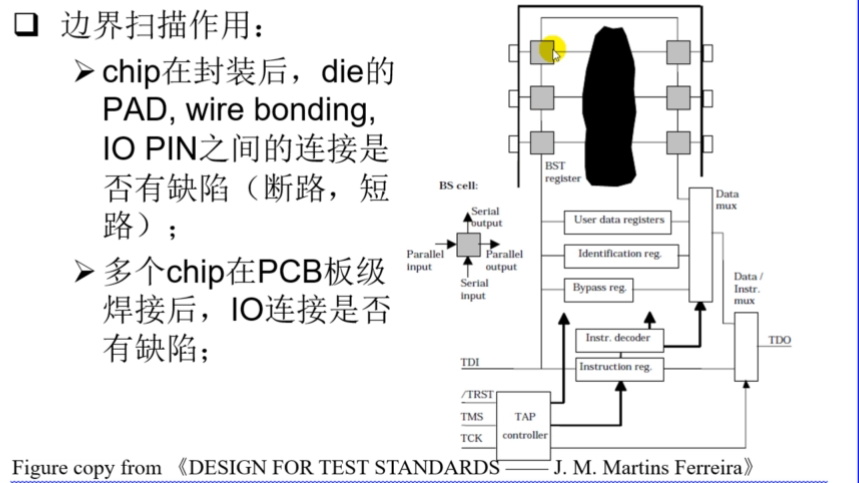 ❑ 边界扫描作用：
➢ chip在封装后，die的
PAD, wire bonding,
IO PIN之间的连接是
否有缺陷（断路，短
路）；
➢ 多个chip在PCB板级
焊接后，IO连接是否
有缺陷；
BST
register
BS cell:
Serial
output
Parallel
input
Parallel
output
Serial
input
Data
mux
User data registers
Identification reg.
Bypass reg.
Data /
Instr.
mux
Instr. decoder
TDO
TDI
Instruction reg.
/TRST
TMS
TCK
TAP
controller
Figure copy from 《DESIGN FOR TEST STANDARDS —— J. M. Martins Ferreira》